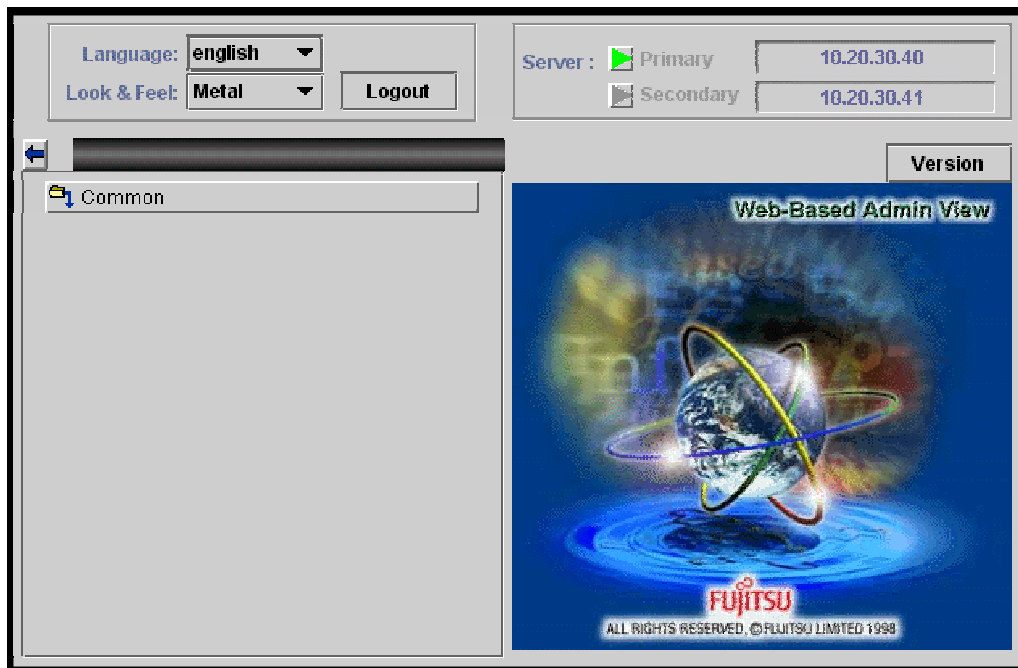 Language: english
Look & Feel: Metal
Logout
Server : Primary 10.20.30.40
Secondary 10.20.30.41
Version
Common
Web-Based Admin View
FUJITSU
ALL RIGHTS RESERVED, © FUJITSU LIMITED 1998